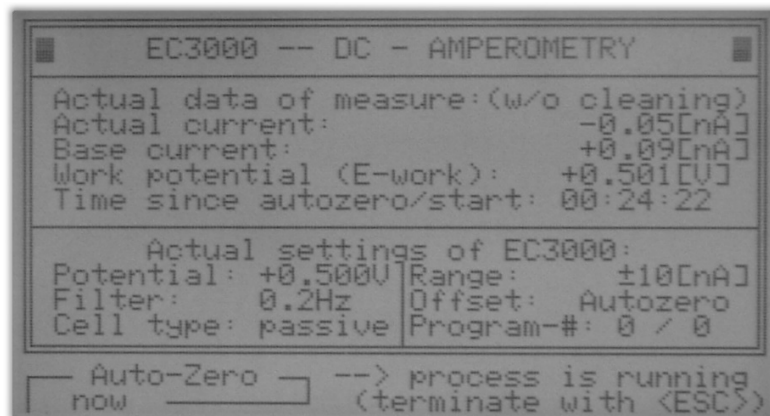 EC3000 -- DC - AMPEROMETRY
Actual data of measure:(w/o cleaning)
Actual current: -0.05[nA]
Base current: +0.09[nA]
Work potential (E-work): +0.501[V]
Time since autozero/start: 00:24:22
Actual settings of EC3000:
Potential: +0.500V Range: ±10[nA]
Filter: 0.2Hz Offset: Autozero
Cell type: passive Program-#: 0 / 0
Auto-Zero --> process is running
now (terminate with <ESC>)